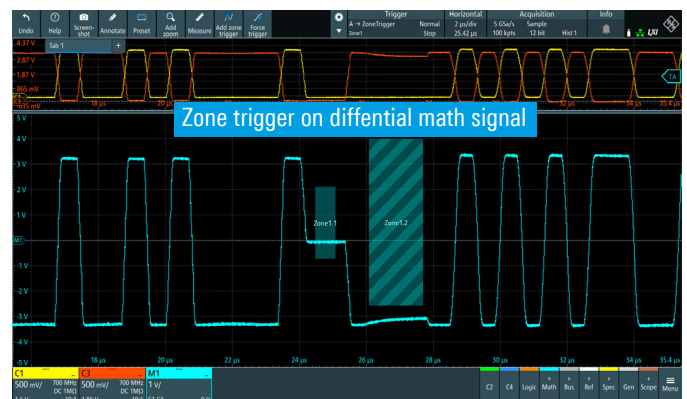 Trigger Horizontal Acquisition Info
A → ZoneTrigger Normal 2 µs/div 5 GSa/s Sample
Zone1 Stop 25.42 µs 100 kpts 12 bit Hist 1
Undo Help Screen-shot Annotate Preset Add zoom Measure Add zone trigger Force trigger LXI
4.37 V Tab 1 +
2.87 V
1.87 V TA
865 mV
C3
18 µs 20 µs 34 µs 35.4 µs
Zone trigger on diffential math signal
5 V
4 V
3 V
2 V
1 V Zone1.1 Zone1.2
M1
-1 V
-2 V
-3 V
-4 V
-5 V 18 µs 20 µs 22 µs 24 µs 26 µs 28 µs 30 µs 32 µs 34 µs 35.4 µs
C1 C3 M1
500 mV/ 700 MHz 500 mV/ 700 MHz 1 V/
DC 1MΩ DC 1MΩ
C2 C4 Logic Math Bus Ref Spec Gen Scope Menu